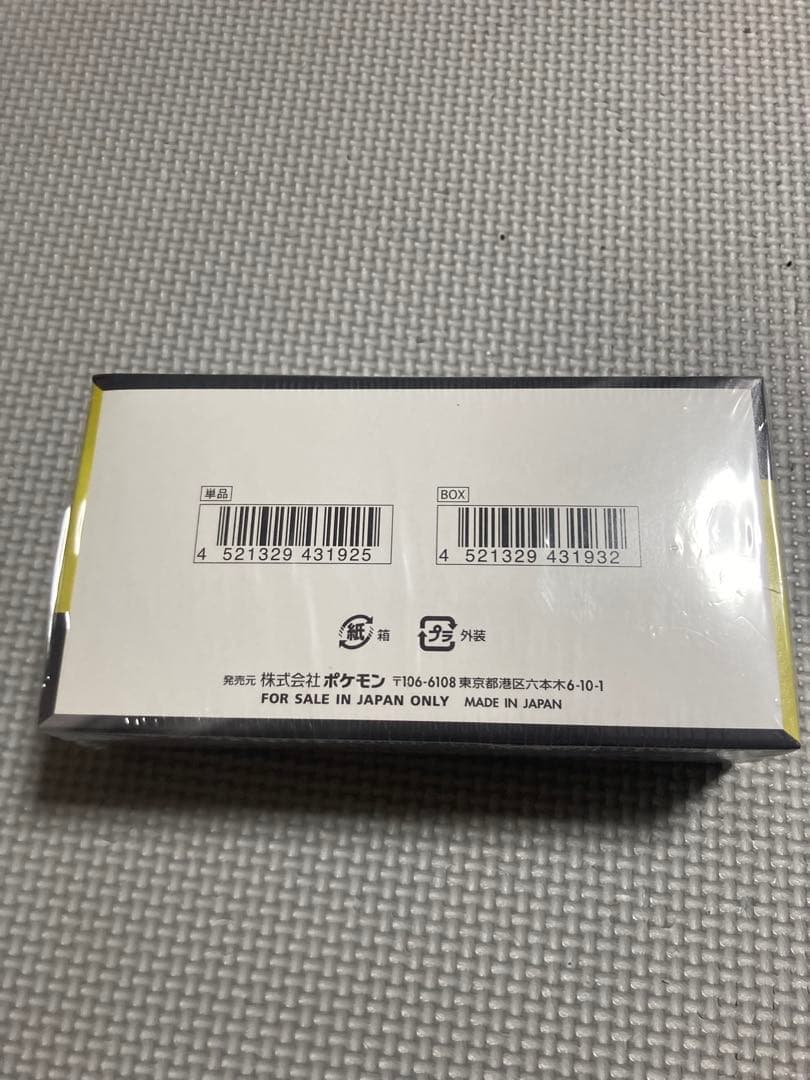 単品
BOX
4 521329 431925
4 521329 431932
紙 箱
プラ 外装
発売元 株式会社 ポケモン 〒106-6108 東京都港区六本木6-10-1
FOR SALE IN JAPAN ONLY MADE IN JAPAN